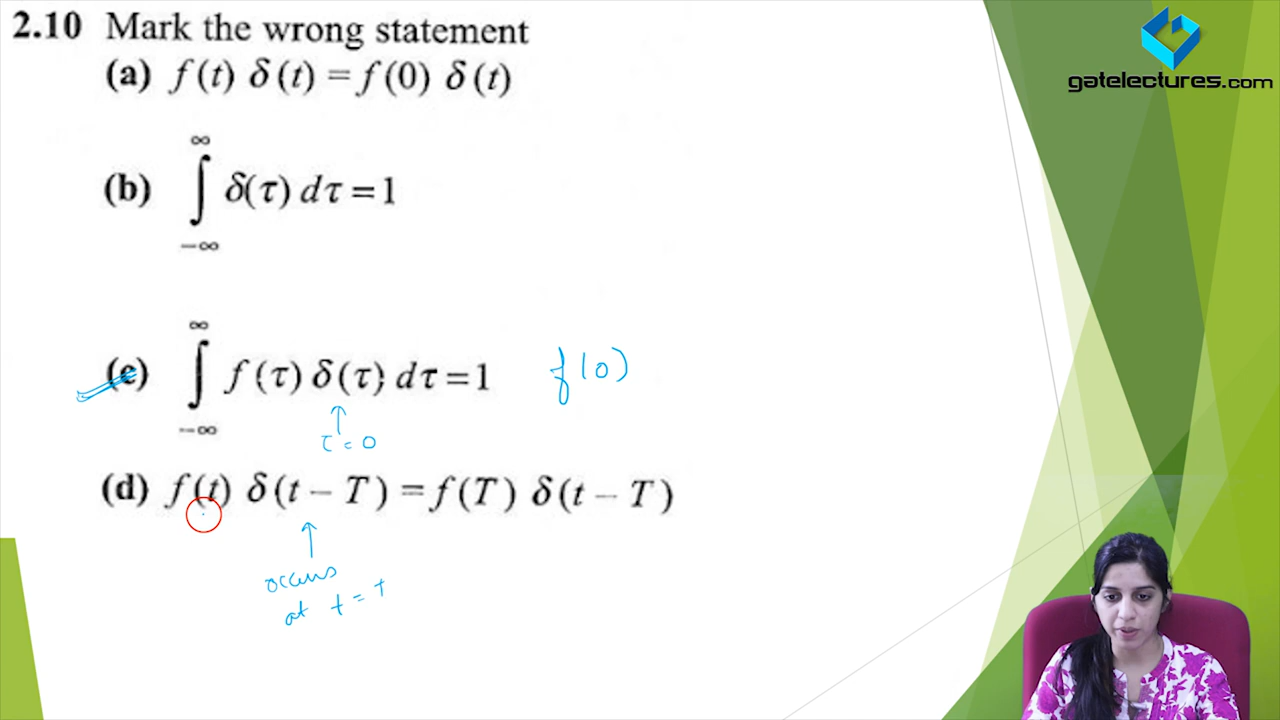 2.10 Mark the wrong statement
gatelectures.com
(a) f(t) δ(t) = f(0) δ(t)
(b) ∫_{-∞}^{∞} δ(τ) dτ = 1
(c) ∫_{-∞}^{∞} f(τ) δ(τ) dτ = 1 f(0)
↑
τ = 0
(d) f(t) δ(t – T) = f(T) δ(t – T)
↑
occurs
at t = T